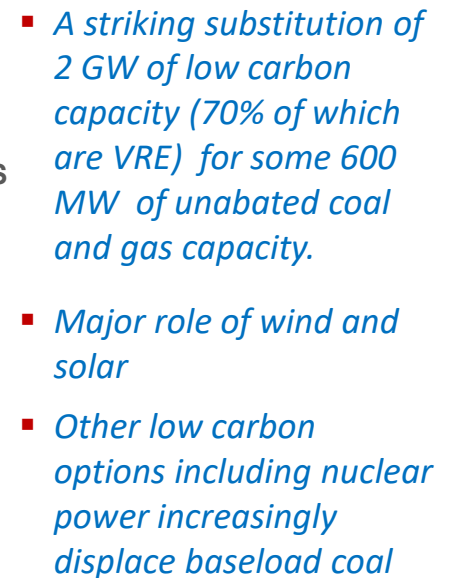 ▪ A striking substitution of
2 GW of low carbon
capacity (70% of which
are VRE) for some 600
MW of unabated coal
and gas capacity.
▪ Major role of wind and
solar
▪ Other low carbon
options including nuclear
power increasingly
displace baseload coal
s